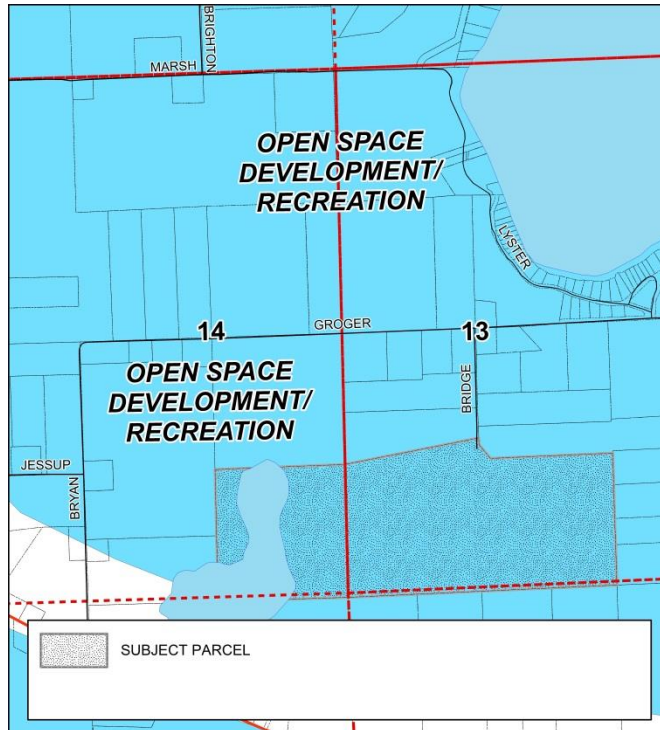 BRIGHTON
MARSH
OPEN SPACE
DEVELOPMENT/
RECREATION
LYSTER
GROGER
14
13
OPEN SPACE
DEVELOPMENT/
RECREATION
BRIDGE
JESSUP
BRYAN
SUBJECT PARCEL